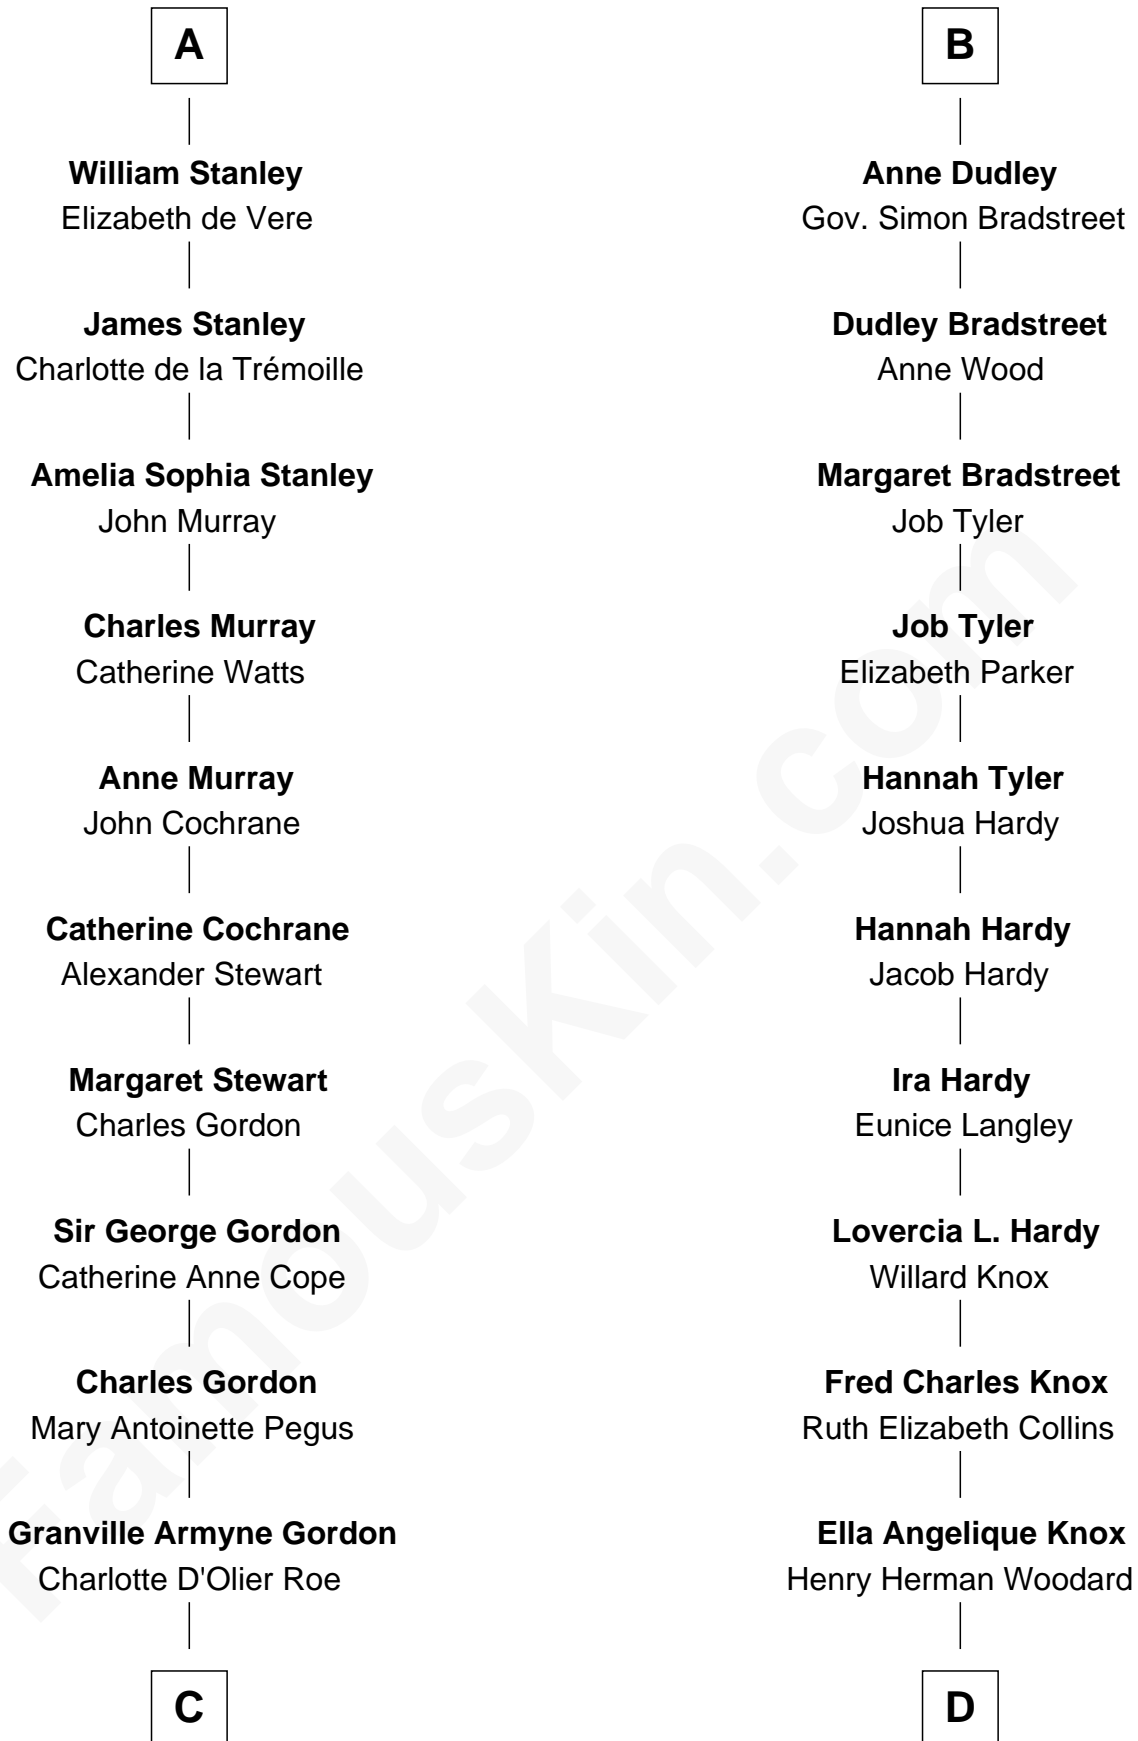 A
William Stanley
Elizabeth de Vere
James Stanley
Charlotte de la Trémoille
Amelia Sophia Stanley
John Murray
Charles Murray
Catherine Watts
Anne Murray
John Cochrane
Catherine Cochrane
Alexander Stewart
Margaret Stewart
Charles Gordon
Sir George Gordon
Catherine Anne Cope
Charles Gordon
Mary Antoinette Pegus
Granville Armyne Gordon
Charlotte D'Olier Roe
C
B
Anne Dudley
Gov. Simon Bradstreet
Dudley Bradstreet
Anne Wood
Margaret Bradstreet
Job Tyler
Job Tyler
Elizabeth Parker
Hannah Tyler
Joshua Hardy
Hannah Hardy
Jacob Hardy
Ira Hardy
Eunice Langley
Lovercia L. Hardy
Willard Knox
Fred Charles Knox
Ruth Elizabeth Collins
Ella Angelique Knox
Henry Herman Woodard
D
FamousKin.com